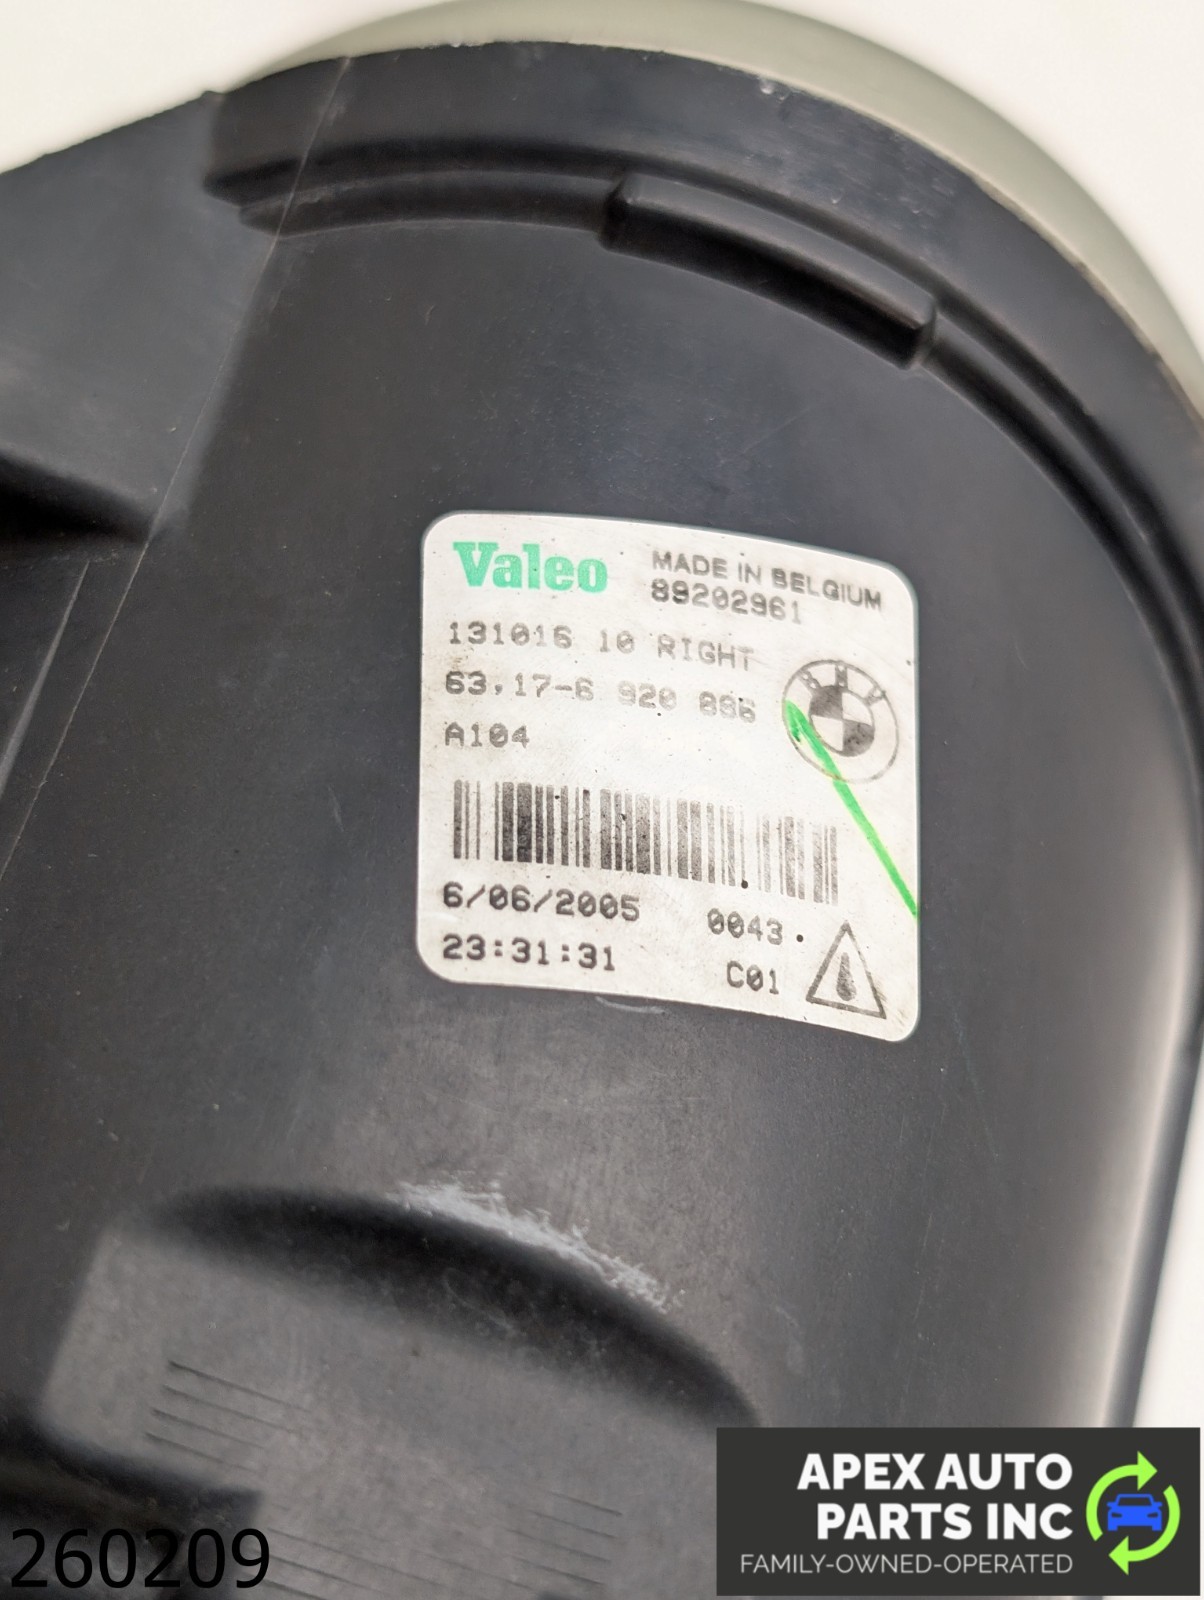 Valeo
MADE IN BELGIUM
89202961
131016 10 RIGHT
63.17-6 920 886
BMW
A104
6/06/2005 0043.
23:31:31 C01
APEX AUTO
PARTS INC
FAMILY-OWNED-OPERATED
260209